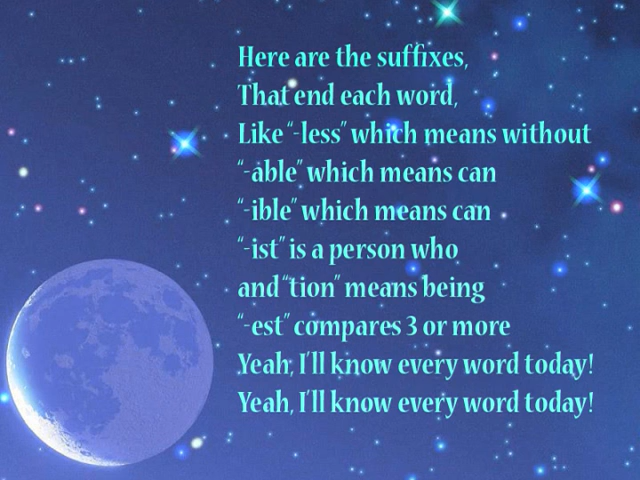 Here are the suffixes,
That end each word,
Like “-less” which means without
“-able” which means can
“-ible” which means can
“-ist” is a person who
and “tion” means being
“-est” compares 3 or more
Yeah, I’ll know every word today!
Yeah, I’ll know every word today!